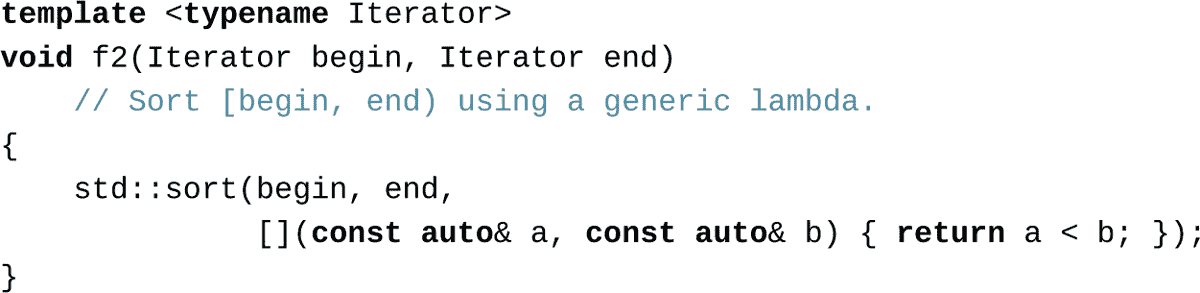 template <typename Iterator>
void f2(Iterator begin, Iterator end)
    // Sort [begin, end) using a generic lambda.
{
    std::sort(begin, end,
              [](const auto& a, const auto& b) { return a < b; });
}